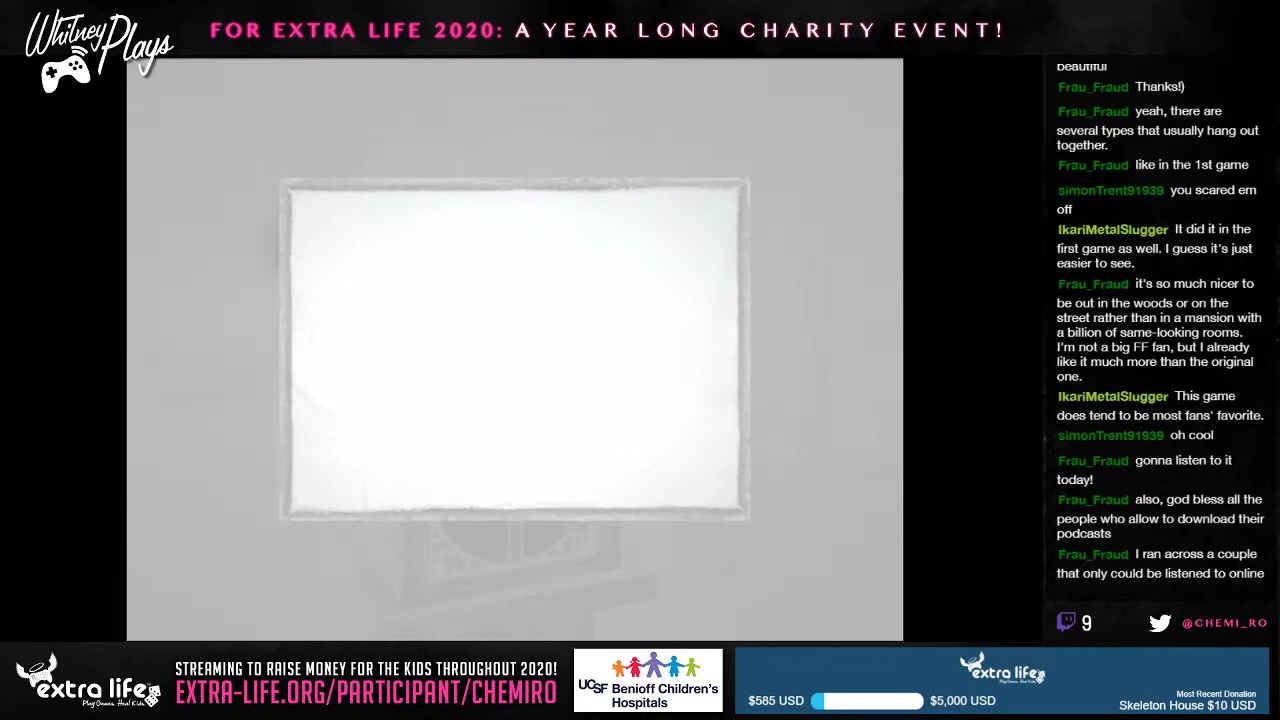 Whitney Plays
FOR EXTRA LIFE 2020: A YEAR LONG CHARITY EVENT!
beautiful
Frau_Fraud Thanks!)
Frau_Fraud yeah, there are
several types that usually hang out
together.
Frau_Fraud like in the 1st game
simonTrent91939 you scared em
off
IkariMetalSlugger It did it in the
first game as well. I guess it's just
easier to see.
Frau_Fraud it's so much nicer to
be out in the woods or on the
street rather than in a mansion with
a billion of same-looking rooms.
I'm not a big FF fan, but I already
like it much more than the original
one.
IkariMetalSlugger This game
does tend to be most fans' favorite.
simonTrent91939 oh cool
Frau_Fraud gonna listen to it
today!
Frau_Fraud also, god bless all the
people who allow to download their
podcasts
Frau_Fraud I ran across a couple
that only could be listened to online
9
@CHEMI_RO
extra life
Play Games. Heal Kids.
STREAMING TO RAISE MONEY FOR THE KIDS THROUGHOUT 2020!
EXTRA-LIFE.ORG/PARTICIPANT/CHEMIRO
UCSF Benioff Children's
Hospitals
extra life
$585 USD
$5,000 USD
Most Recent Donation
Skeleton House $10 USD